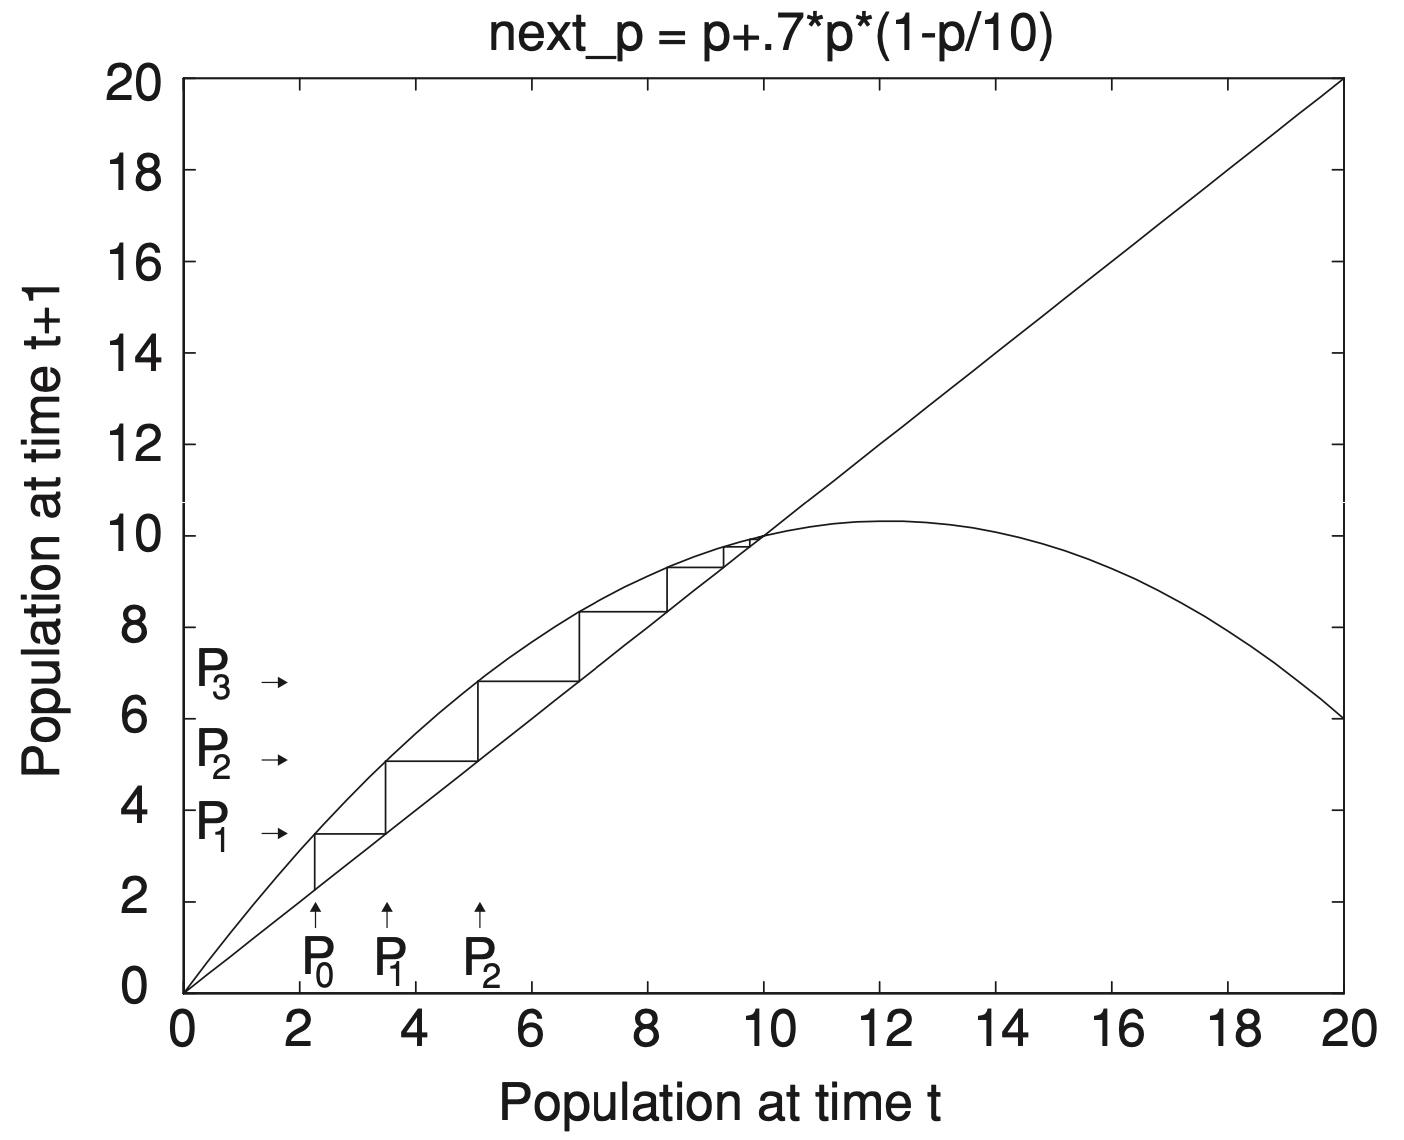 next_p = p+.7*p*(1-p/10)
20
18
16
14
12
10
8
6
4
2
0
Population at time t+1
P3
P2
P1
P0 P1 P2
0 2 4 6 8 10 12 14 16 18 20
Population at time t